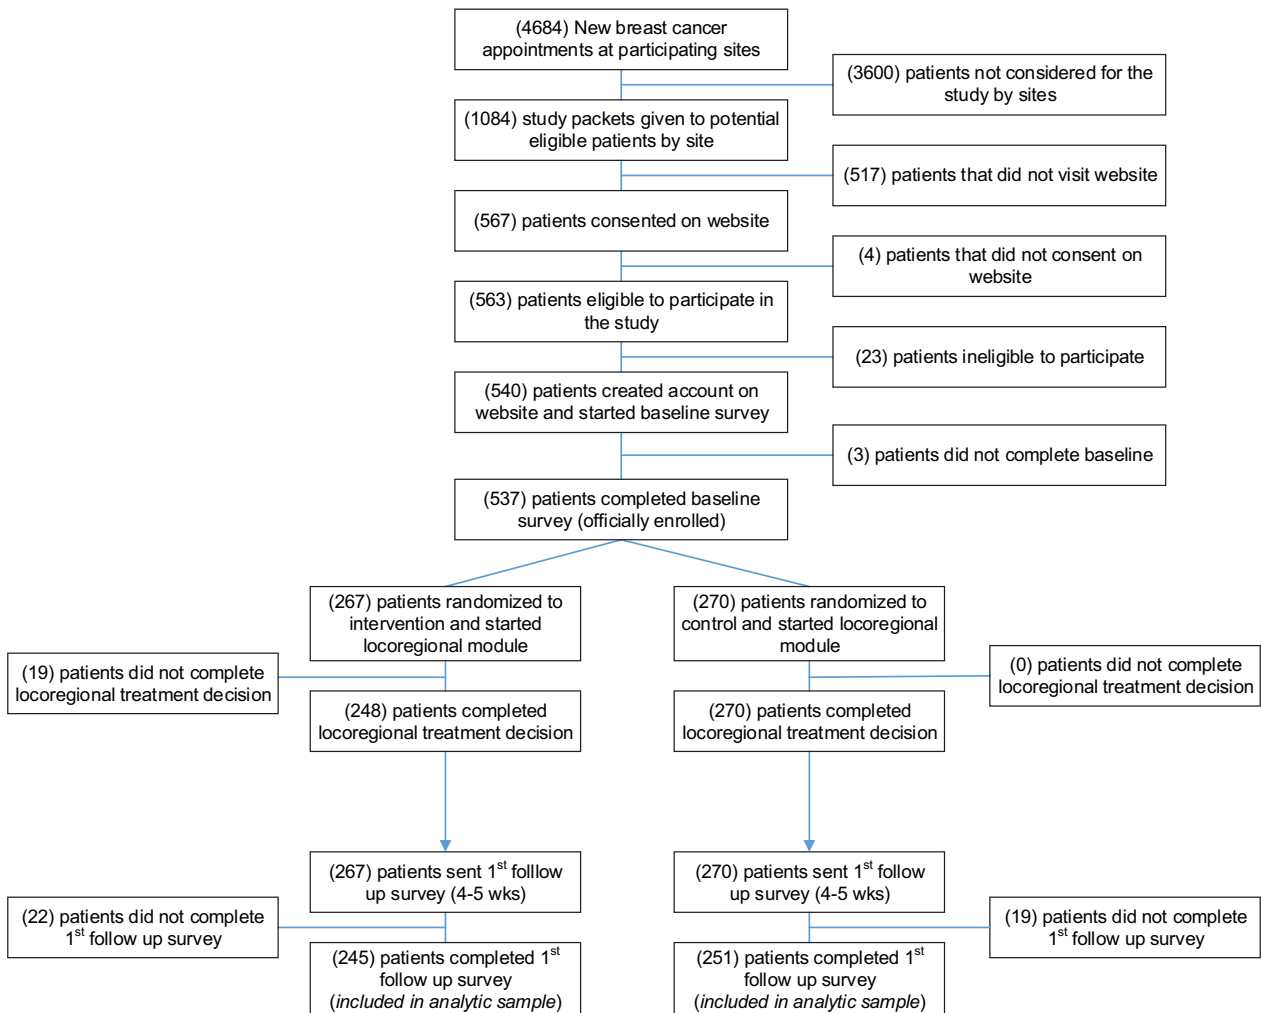 (4684) New breast cancer
appointments at participating sites
(3600) patients not considered for the
study by sites
(1084) study packets given to potential
eligible patients by site
(517) patients that did not visit website
(567) patients consented on website
(4) patients that did not consent on
website
(563) patients eligible to participate in
the study
(23) patients ineligible to participate
(540) patients created account on
website and started baseline survey
(3) patients did not complete baseline
(537) patients completed baseline
survey (officially enrolled)
(267) patients randomized to
intervention and started
locoregional module
(270) patients randomized to
control and started locoregional
module
(19) patients did not complete
locoregional treatment decision
(0) patients did not complete
locoregional treatment decision
(248) patients completed
locoregional treatment decision
(270) patients completed
locoregional treatment decision
(267) patients sent 1st folllow
up survey (4-5 wks)
(270) patients sent 1st follow
up survey (4-5 wks)
(22) patients did not complete
1st follow up survey
(19) patients did not complete
1st follow up survey
(245) patients completed 1st
follow up survey
(included in analytic sample)
(251) patients completed 1st
follow up survey
(included in analytic sample)